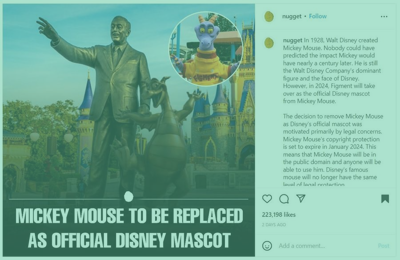 nugget • Follow
nugget In 1928, Walt Disney created
Mickey Mouse. Nobody could have
predicted the impact Mickey would
have nearly a century later. He is still
the Walt Disney Company's dominant
figure and the face of Disney.
However, in 2024, Figment will take
over as the official Disney mascot
from Mickey Mouse.
The decision to remove Mickey Mouse
as Disney's official mascot was
motivated primarily by legal concerns.
Mickey Mouse's copyright protection
is set to expire in January 2024. This
means that Mickey Mouse will be in
the public domain and anyone will be
able to use him. Disney's famous
mouse will no longer have the same
level of legal protection
MICKEY MOUSE TO BE REPLACED
AS OFFICIAL DISNEY MASCOT
223,198 likes
Add a comment...
Post